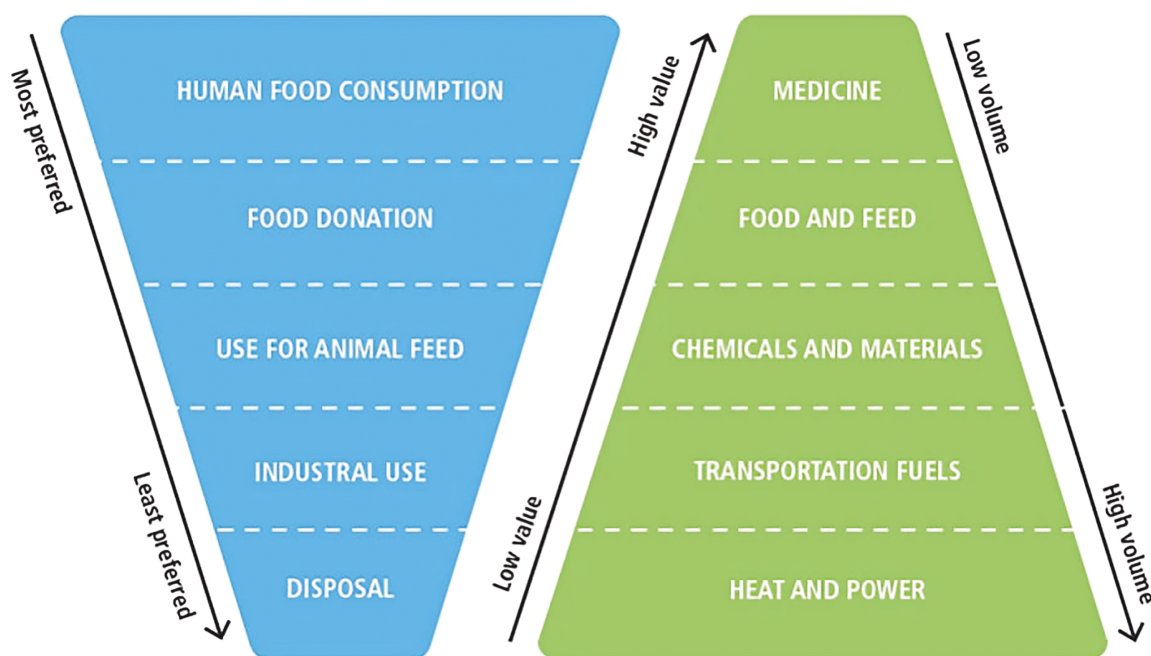 Most preferred
Least preferred
HUMAN FOOD CONSUMPTION
FOOD DONATION
USE FOR ANIMAL FEED
INDUSTRAL USE
DISPOSAL
High value
Low value
MEDICINE
FOOD AND FEED
CHEMICALS AND MATERIALS
TRANSPORTATION FUELS
HEAT AND POWER
Low volume
High volume